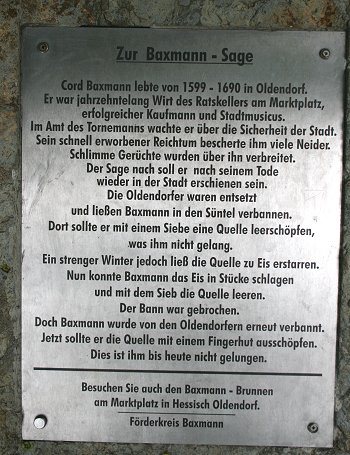 Zur Baxmann - Sage
Cord Baxmann lebte von 1599 - 1690 in Oldendorf.
Er war jahrzehntelang Wirt des Ratskellers am Marktplatz,
erfolgreicher Kaufmann und Stadtmusicus.
Im Amt des Tornemanns wachte er über die Sicherheit der Stadt.
Sein schnell erworbener Reichtum bescherte ihm viele Neider.
Schlimme Gerüchte wurden über ihn verbreitet.
Der Sage nach soll er nach seinem Tode
wieder in der Stadt erschienen sein.
Die Oldendorfer waren entsetzt
und ließen Baxmann in den Süntel verbannen.
Dort sollte er mit einem Siebe eine Quelle leerschöpfen,
was ihm nicht gelang.
Ein strenger Winter jedoch ließ die Quelle zu Eis erstarren.
Nun konnte Baxmann das Eis in Stücke schlagen
und mit dem Sieb die Quelle leeren.
Der Bann war gebrochen.
Doch Baxmann wurde von den Oldendorfern erneut verbannt.
Jetzt sollte er die Quelle mit einem Fingerhut ausschöpfen.
Dies ist ihm bis heute nicht gelungen.
Besuchen Sie auch den Baxmann - Brunnen
am Marktplatz in Hessisch Oldendorf.
Förderkreis Baxmann